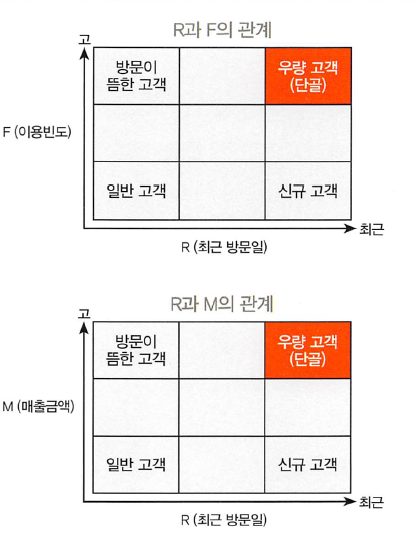 R과 F의 관계
고
방문이
뜸한 고객
우량 고객
(단골)
F (이용빈도)
일반 고객
신규 고객
최근
R (최근 방문일)
R과 M의 관계
고
방문이
뜸한 고객
우량 고객
(단골)
M (매출금액)
일반 고객
신규 고객
최근
R (최근 방문일)